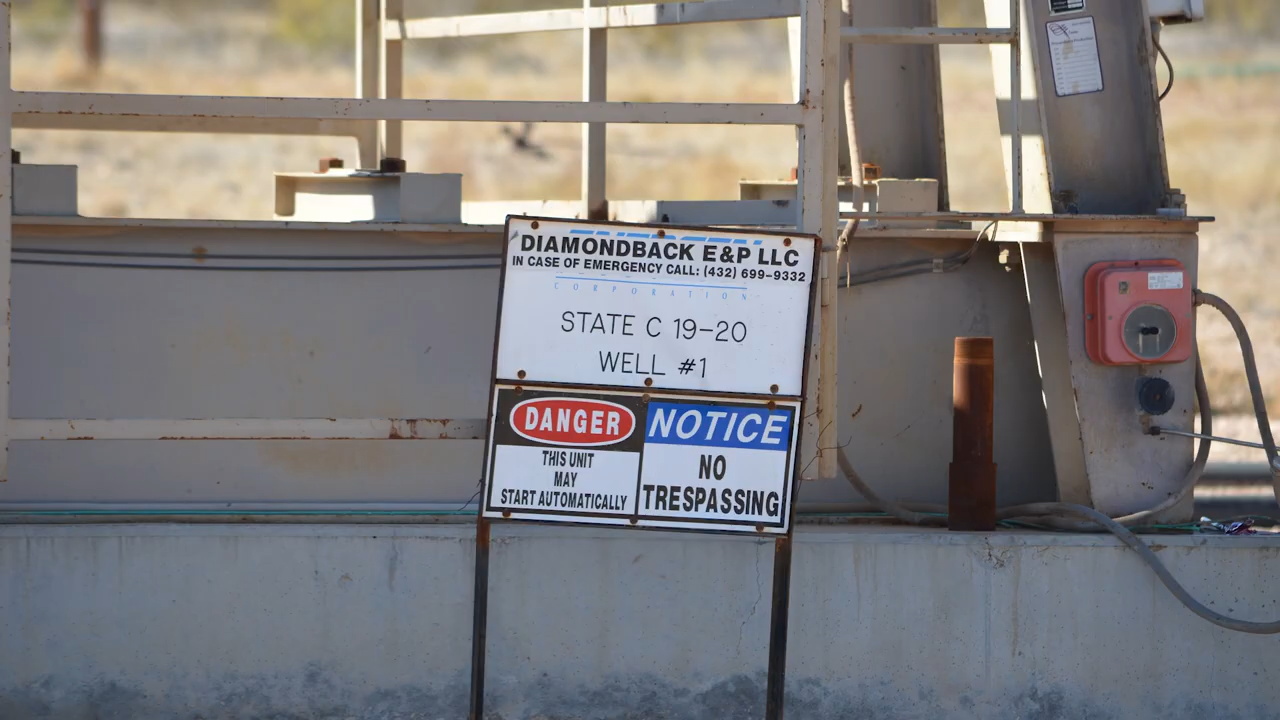 DIAMONDBACK E&P LLC
IN CASE OF EMERGENCY CALL: (432) 699-9332
CORPORATION
STATE C 19-20
WELL #1
DANGER
THIS UNIT
MAY
START AUTOMATICALLY
NOTICE
NO
TRESPASSING